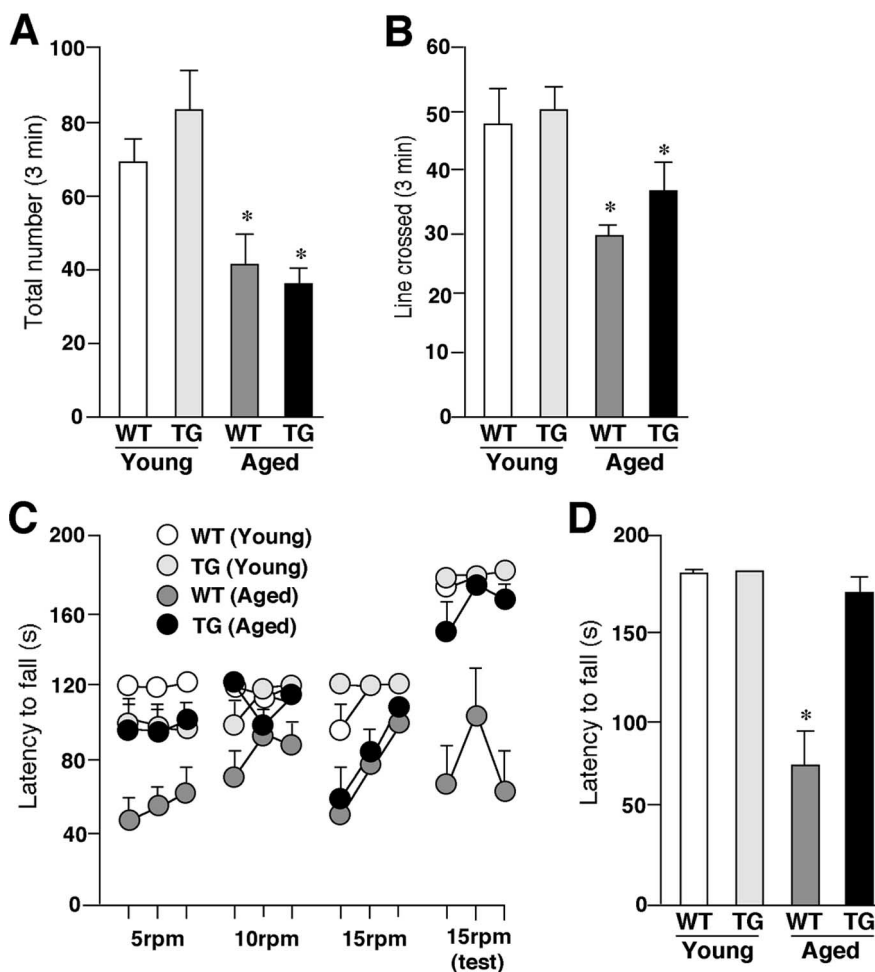 A
Total number (3 min)
100
80
60
40
20
0
*
*
WT TG WT TG
Young Aged
B
Line crossed (3 min)
60
50
40
30
20
10
0
*
*
WT TG WT TG
Young Aged
C
Latency to fall (s)
200
160
120
80
40
0
WT (Young)
TG (Young)
WT (Aged)
TG (Aged)
5rpm 10rpm 15rpm 15rpm
(test)
D
Latency to fall (s)
200
150
100
50
0
*
WT TG WT TG
Young Aged